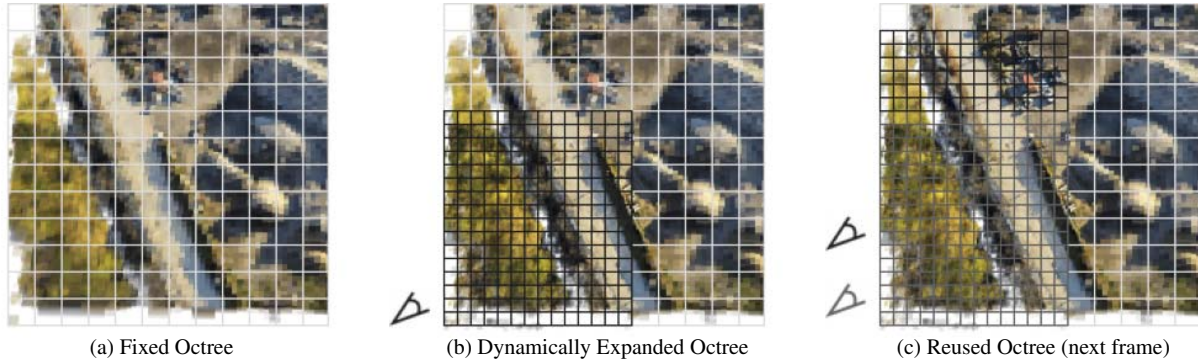 (a) Fixed Octree
(b) Dynamically Expanded Octree
(c) Reused Octree (next frame)